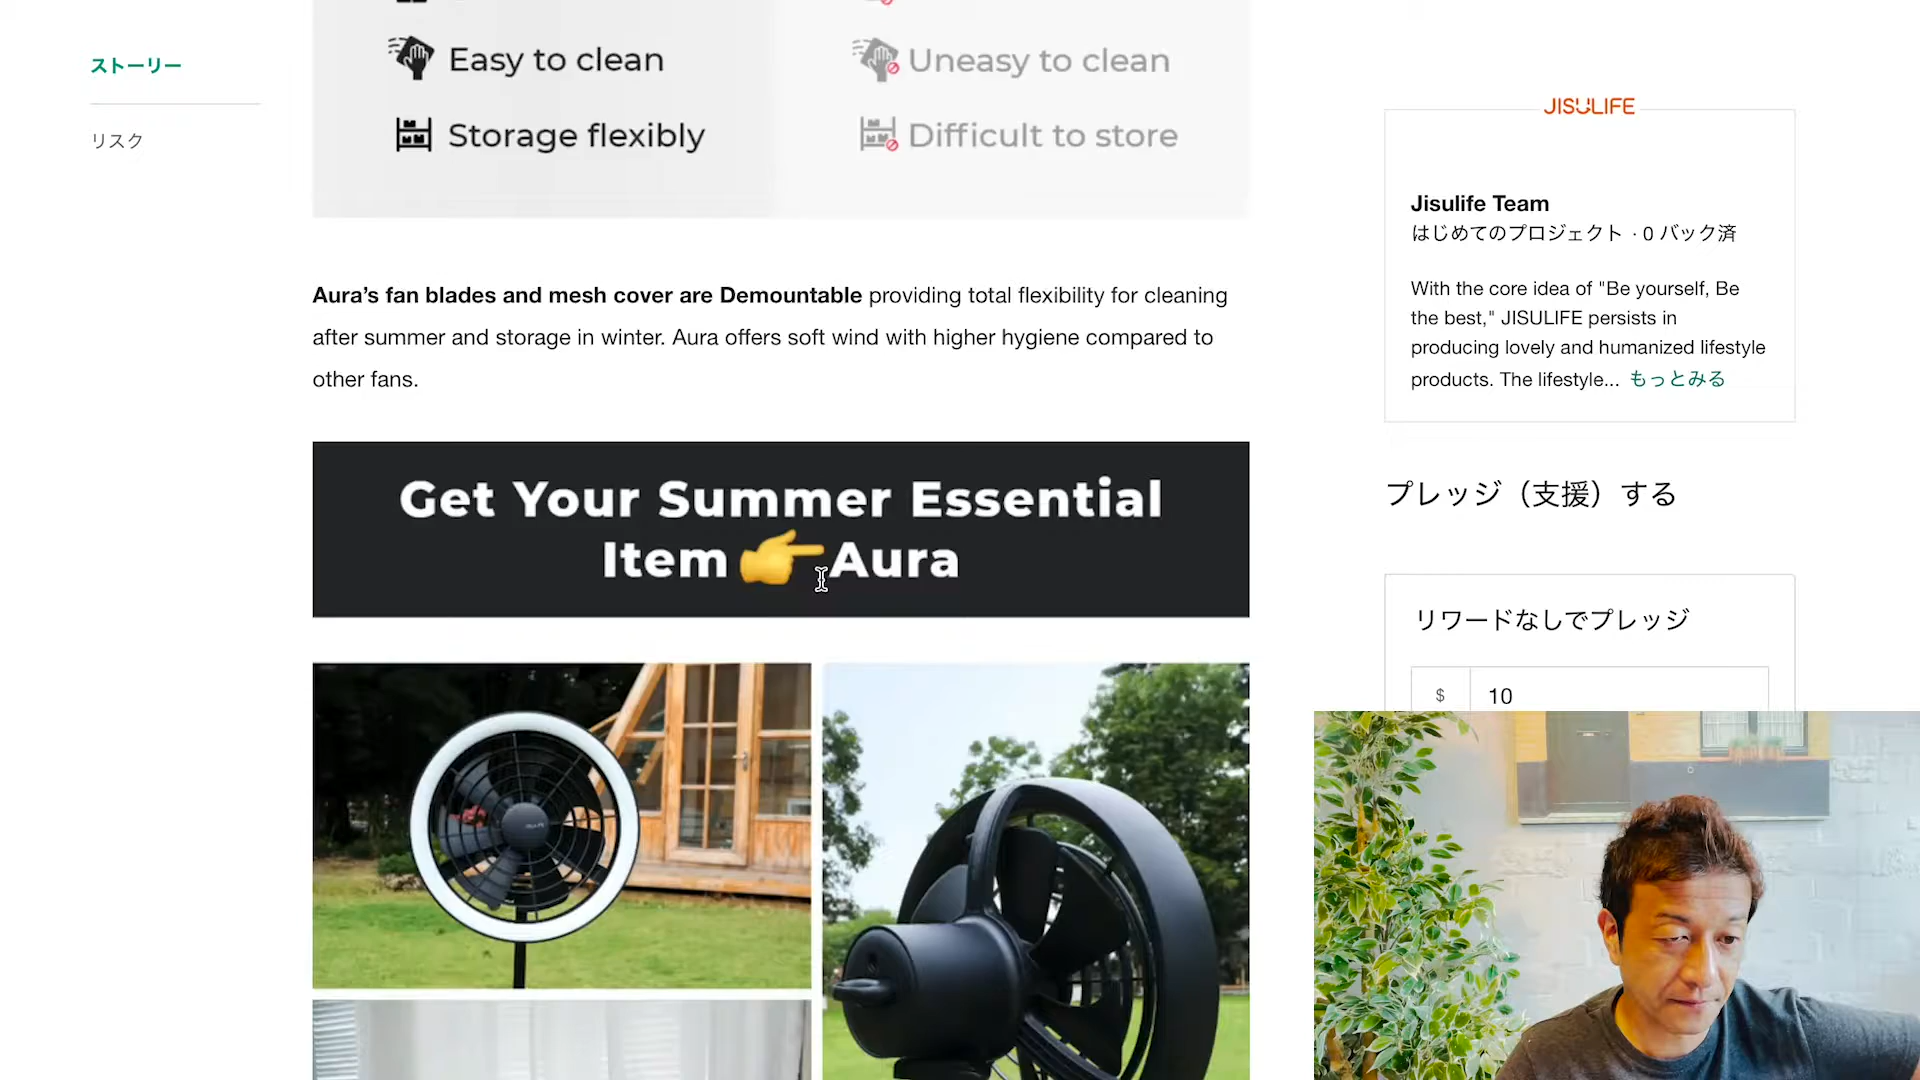 ストーリー
リスク
Easy to clean
Uneasy to clean
Storage flexibly
Difficult to store
Aura’s fan blades and mesh cover are Demountable providing total flexibility for cleaning
after summer and storage in winter. Aura offers soft wind with higher hygiene compared to
other fans.
Get Your Summer Essential
Item 👉Aura
JISULIFE
Jisulife Team
はじめてのプロジェクト · 0 バック済
With the core idea of "Be yourself, Be
the best," JISULIFE persists in
producing lovely and humanized lifestyle
products. The lifestyle... もっとみる
プレッジ（支援）する
リワードなしでプレッジ
$ 10